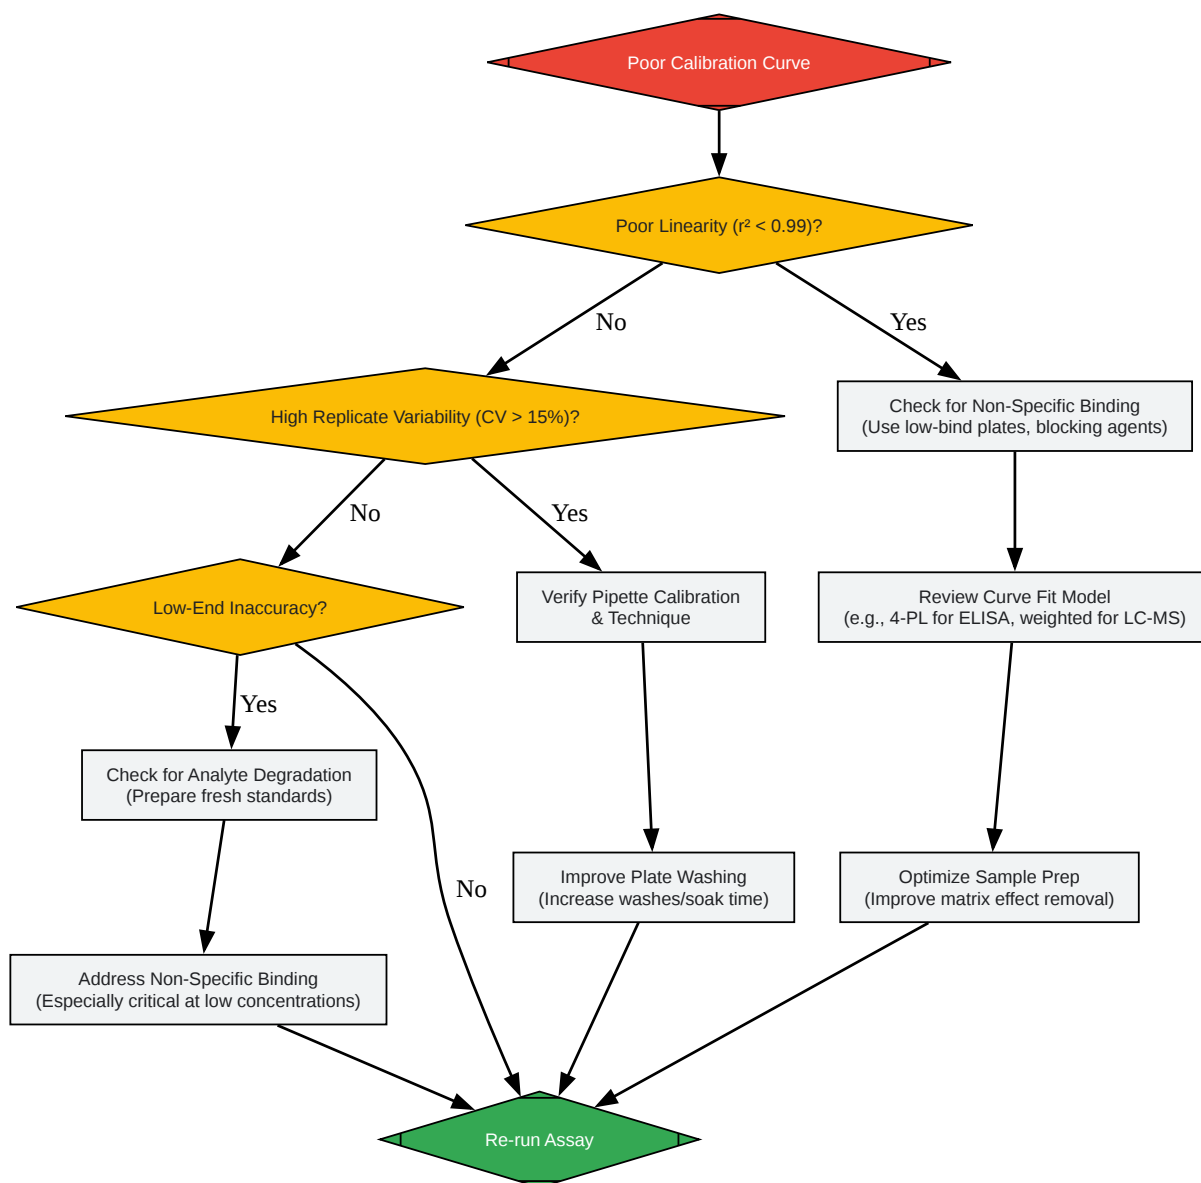 Poor Calibration Curve
Poor Linearity (r² < 0.99)?
No
Yes
High Replicate Variability (CV > 15%)?
Check for Non-Specific Binding
(Use low-bind plates, blocking agents)
No
Yes
Low-End Inaccuracy?
Verify Pipette Calibration
& Technique
Review Curve Fit Model
(e.g., 4-PL for ELISA, weighted for LC-MS)
Yes
Check for Analyte Degradation
(Prepare fresh standards)
No
Improve Plate Washing
(Increase washes/soak time)
Optimize Sample Prep
(Improve matrix effect removal)
Address Non-Specific Binding
(Especially critical at low concentrations)
Re-run Assay